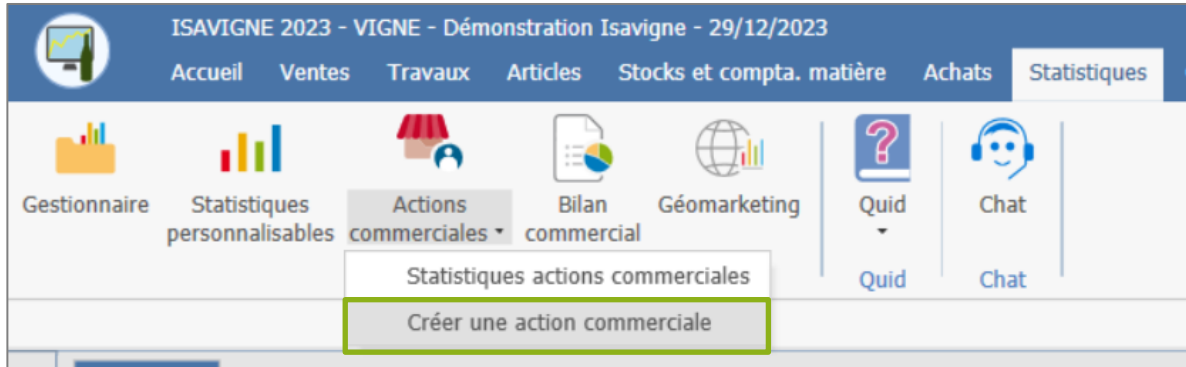 ISAVIGNE 2023 - VIGNE - Démonstration Isavigne - 29/12/2023
Accueil Ventes Travaux Articles Stocks et compta. matière Achats Statistiques
Gestionnaire Statistiques Actions Bilan Géomarketing Quid Chat
personnalisables commerciales commercial
Statistiques actions commerciales Quid Chat
Créer une action commerciale